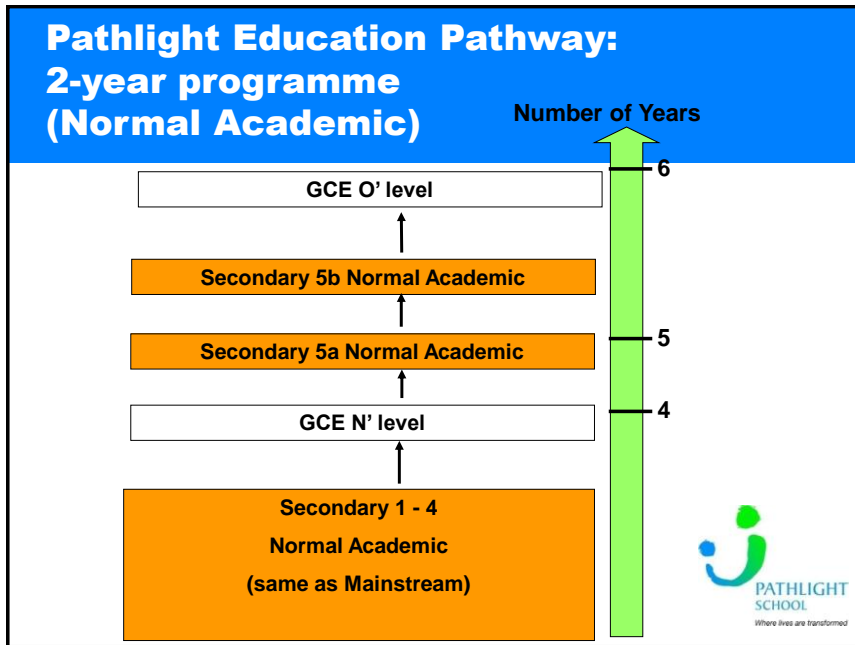 Pathlight Education Pathway:
2-year programme
(Normal Academic)
Number of Years
6
GCE O' level
Secondary 5b Normal Academic
5
Secondary 5a Normal Academic
4
GCE N' level
Secondary 1 - 4
Normal Academic
(same as Mainstream)
PATHLIGHT
SCHOOL
Where lives are transformed